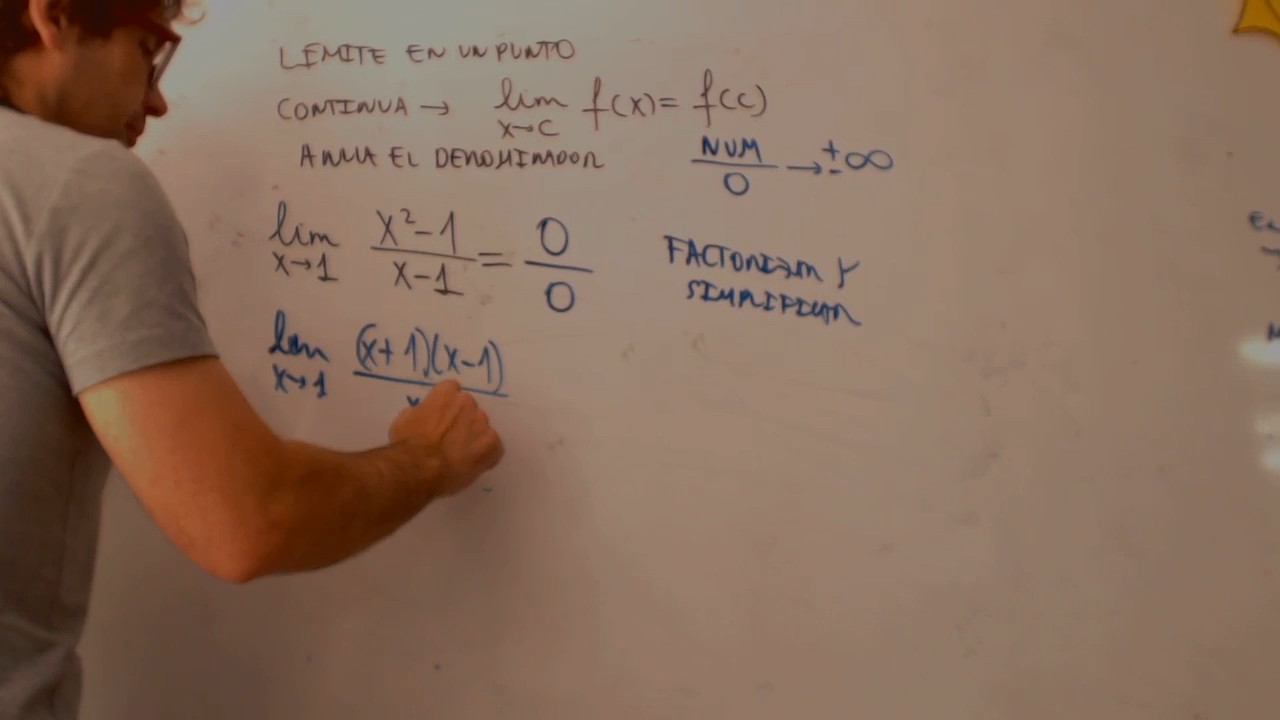 LÍMITE EN UN PUNTO
CONTINUA → lim x→c f(x) = f(c)
ANULA EL DENOMINADOR
NUM/0 → ±∞
lim x→1 (x²-1)/(x-1) = 0/0
FACTORIZAR Y
SIMPLIFICAR
lim x→1 (x+1)(x-1)/x